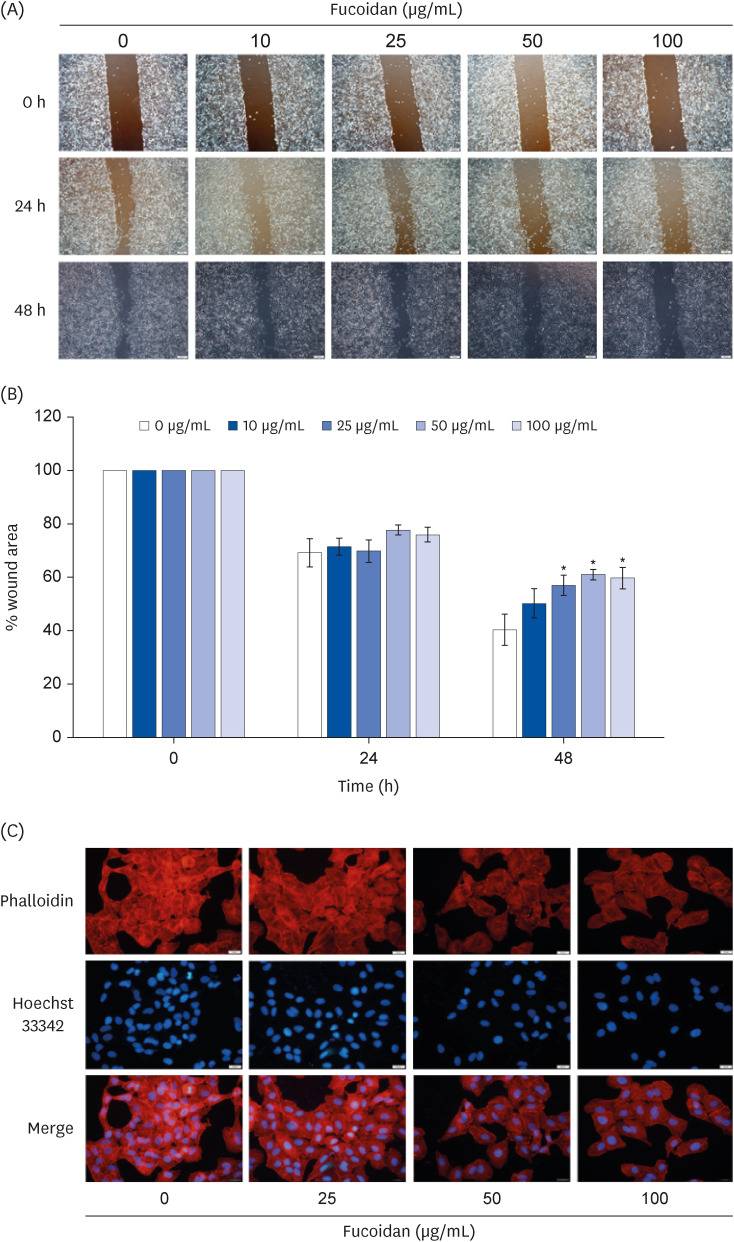 (A)
Fucoidan (µg/mL)
0 10 25 50 100
0 h
24 h
48 h
(B)
120
0 µg/mL 10 µg/mL 25 µg/mL 50 µg/mL 100 µg/mL
100
80
60
40
20
0
% wound area
* * *
0 24 48
Time (h)
(C)
Phalloidin
Hoechst
33342
Merge
0 25 50 100
Fucoidan (µg/mL)